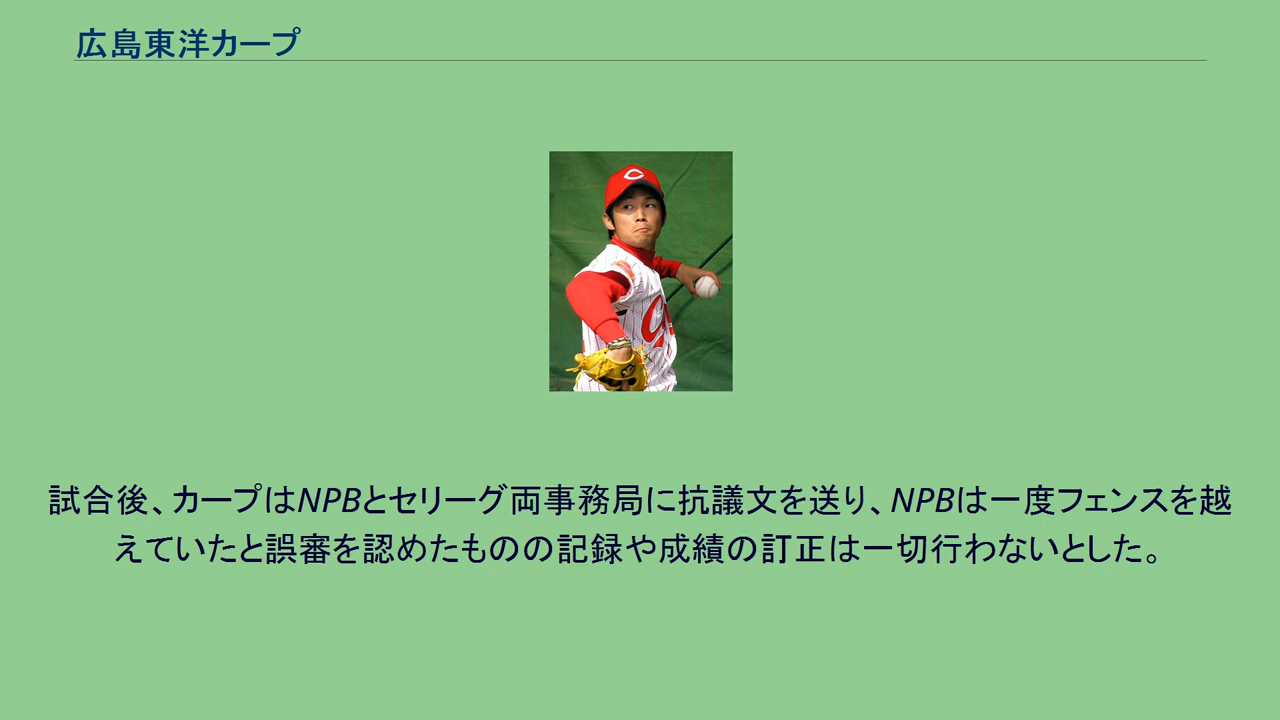 広島東洋カープ
試合後、カープはNPBとセリーグ両事務局に抗議文を送り、NPBは一度フェンスを越
えていたと誤審を認めたものの記録や成績の訂正は一切行わないとした。